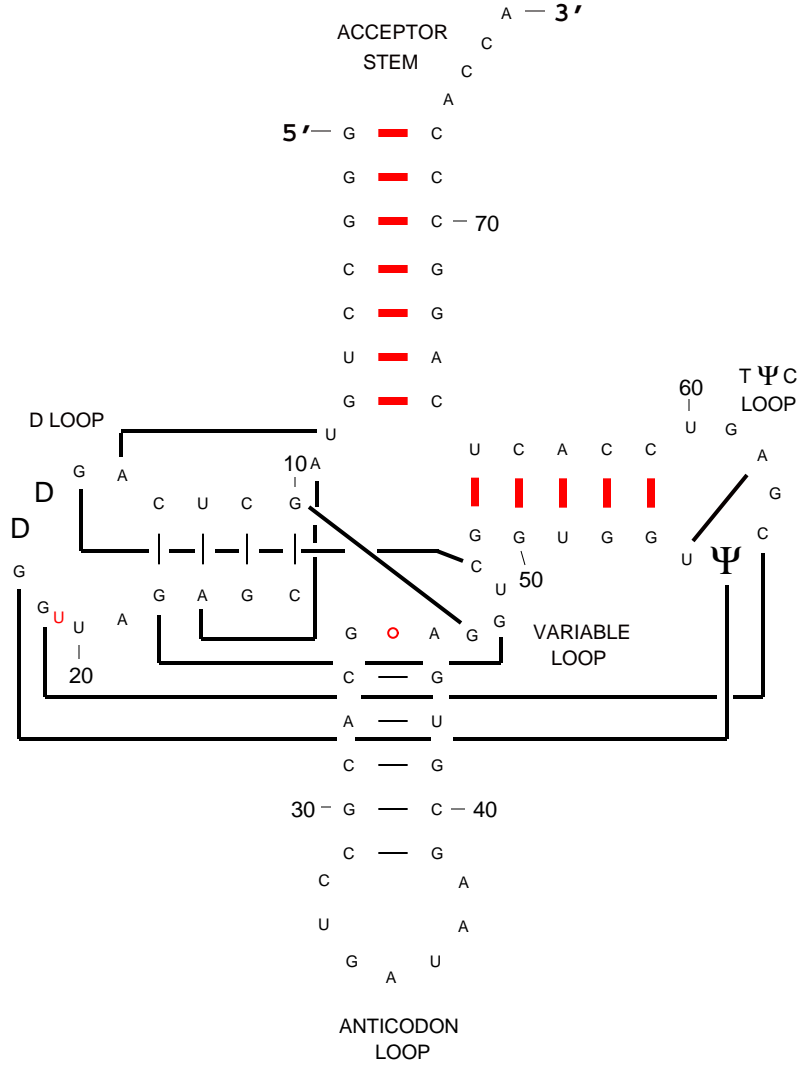 A 3′
ACCEPTOR
STEM
C
C
A
5′ G C
G C
G C 70
C G
C G
U A
G C
60
T Ψ C
LOOP
D LOOP
U
U G
U C A C C
A
10
A
G A
G
D
C U C G
D
G G U G G
C
U Ψ
50
C
G
G A G C
U
G U U A
G
G A G
VARIABLE
LOOP
20
C G
A U
C G
30 G C 40
C G
C A
U A
G A U
ANTICODON
LOOP